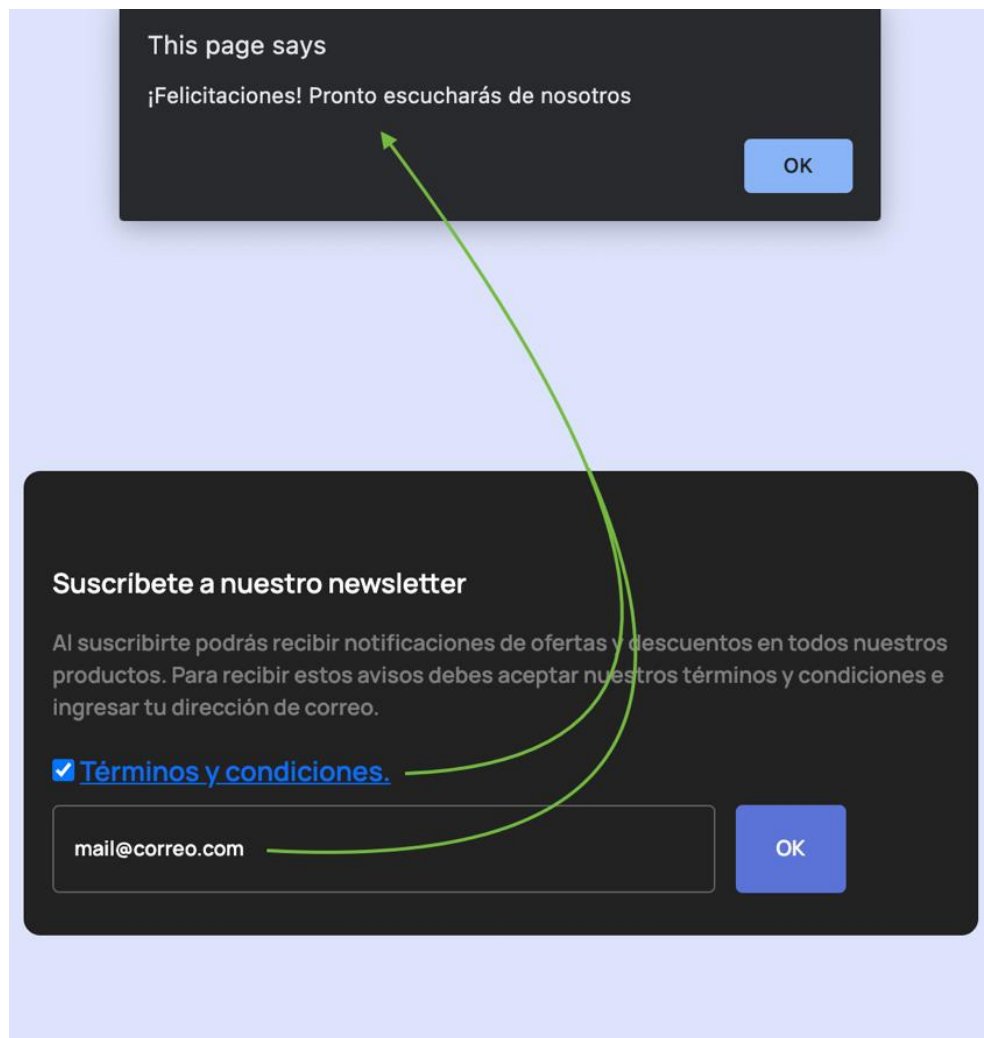 This page says
¡Felicitaciones! Pronto escucharás de nosotros
OK
Suscríbete a nuestro newsletter
Al suscribirte podrás recibir notificaciones de ofertas y descuentos en todos nuestros
productos. Para recibir estos avisos debes aceptar nuestros términos y condiciones e
ingresar tu dirección de correo.
Términos y condiciones.
mail@correo.com
OK